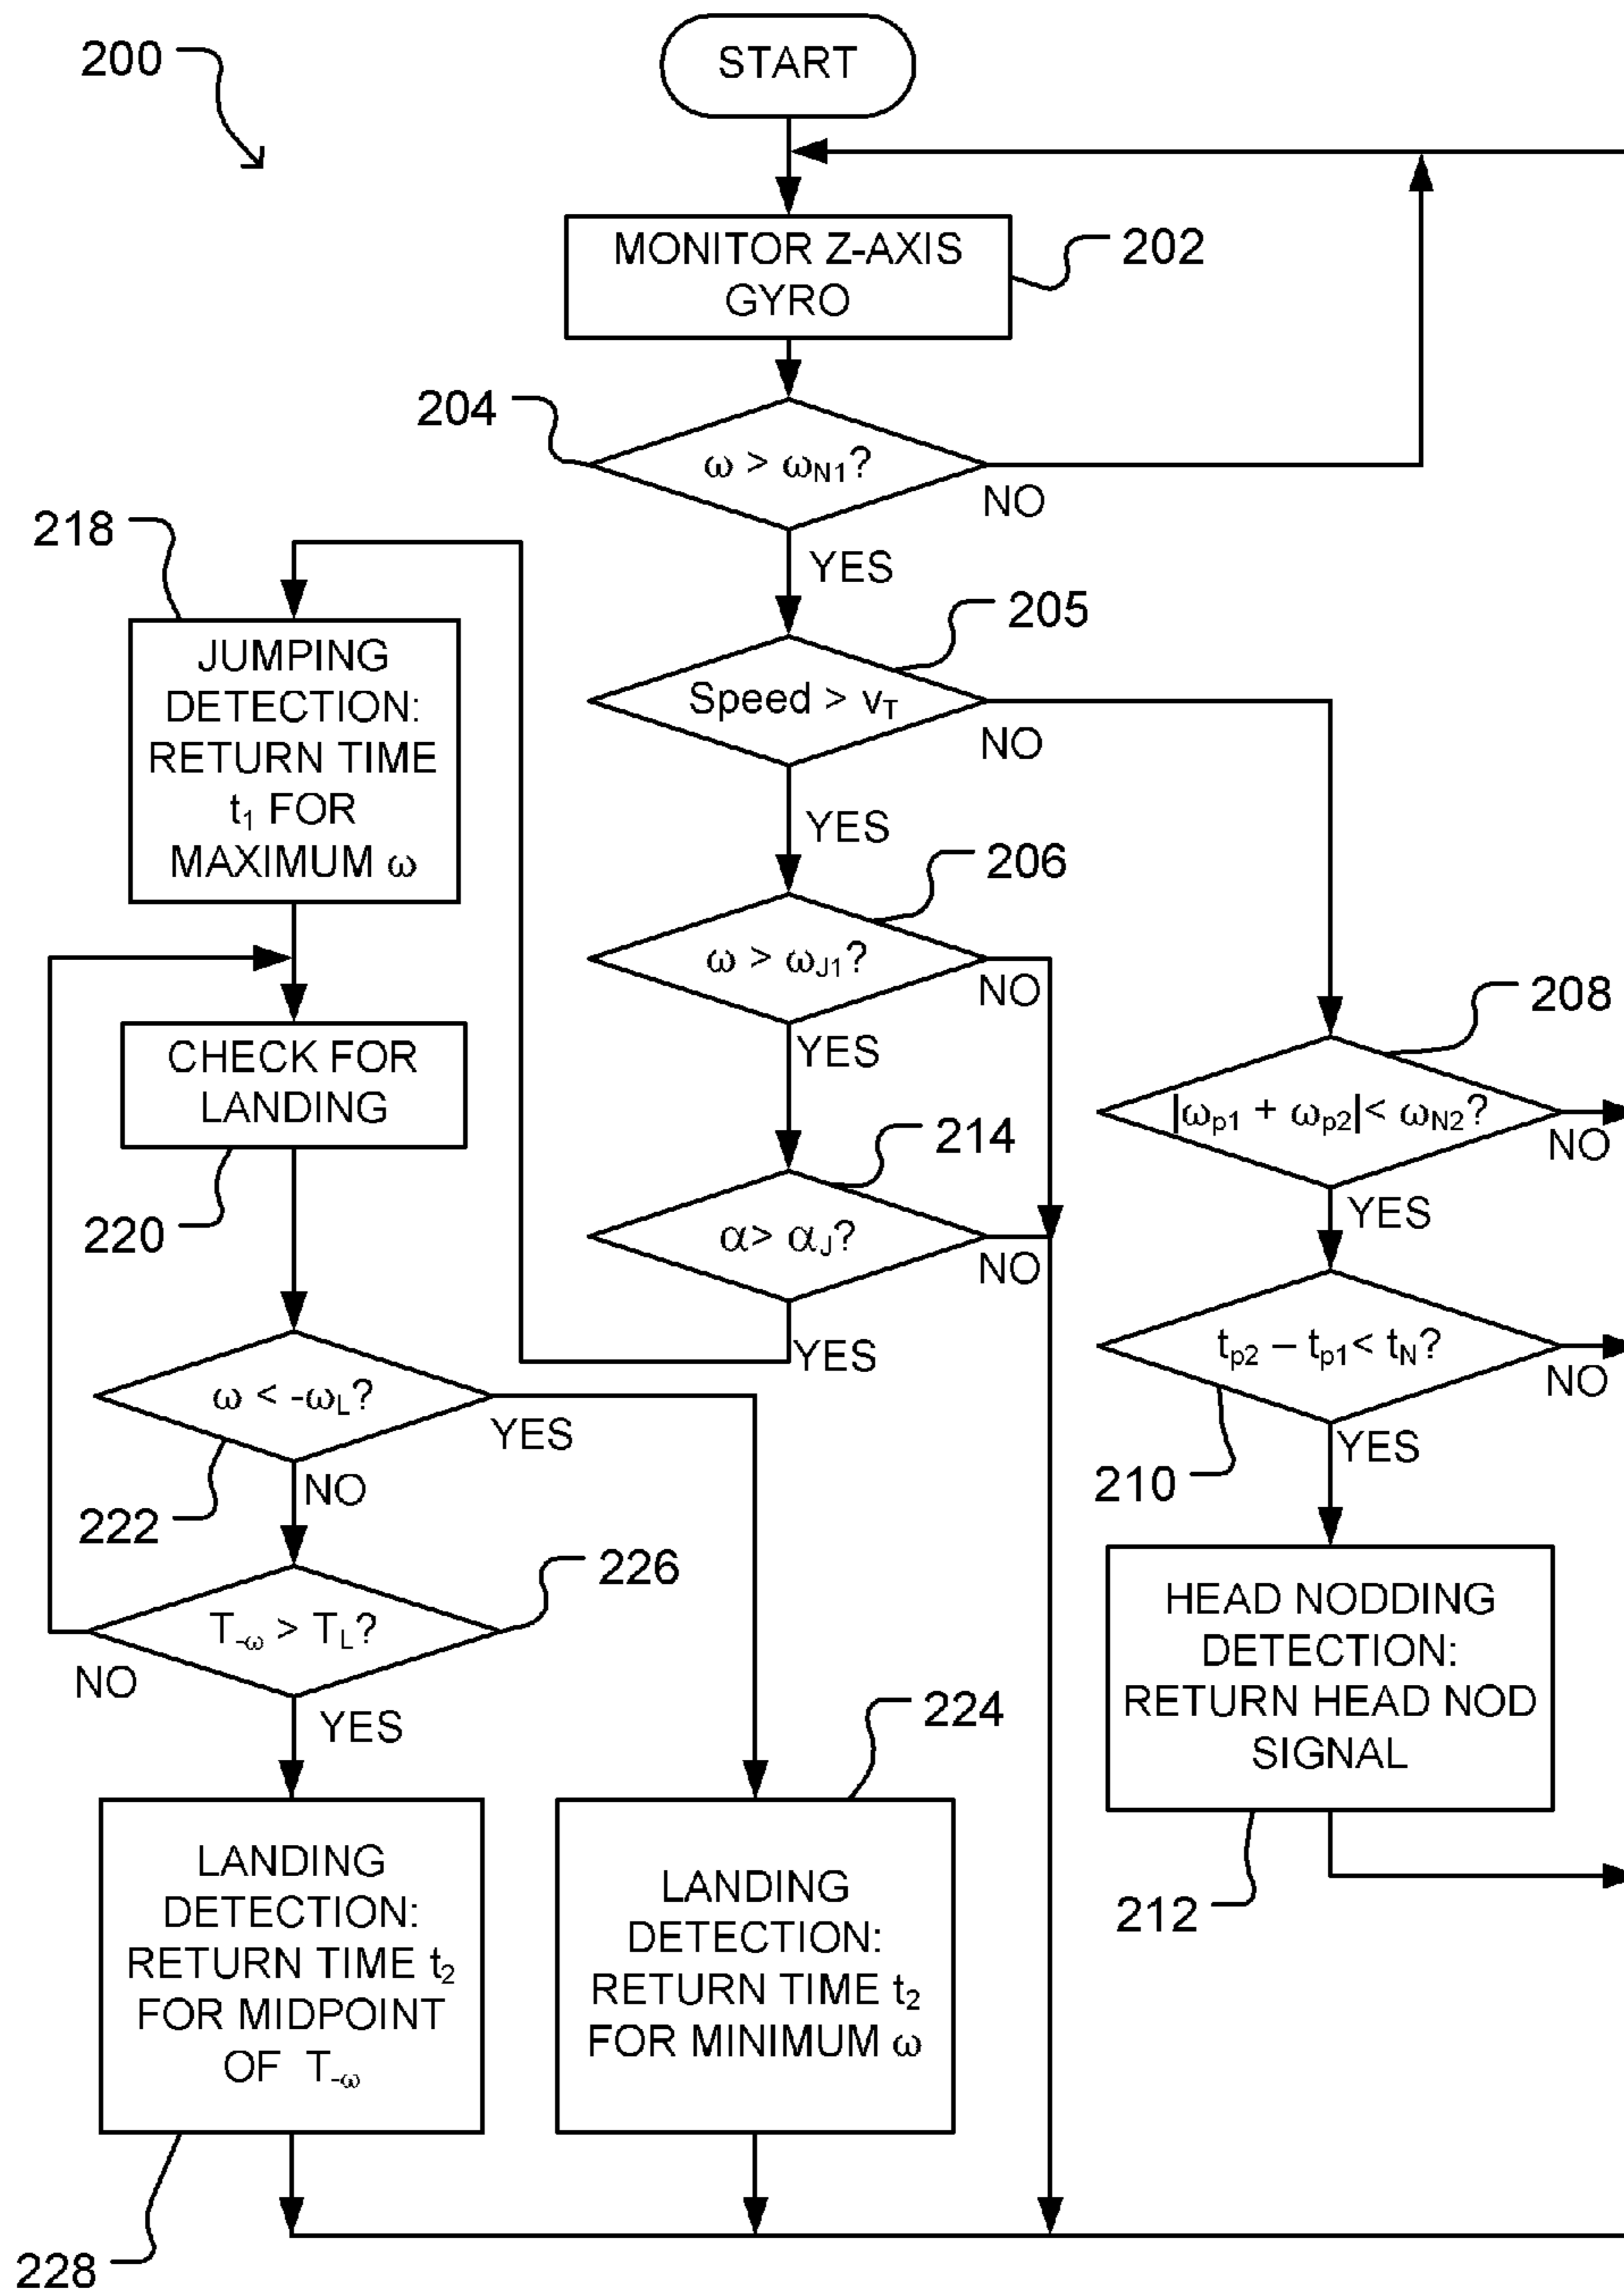 200
START
MONITOR Z-AXIS
GYRO
202
204
ω > ωN1?
NO
YES
218
205
JUMPING
DETECTION:
RETURN TIME
t1 FOR
MAXIMUM ω
Speed > vT
NO
YES
206
ω > ωJ1?
NO
YES
208
|ωp1 + ωp2|< ωN2?
NO
YES
CHECK FOR
LANDING
220
214
α> αJ?
NO
YES
tp2 – tp1< tN?
NO
YES
210
ω < -ωL?
YES
NO
222
226
T-ω > TL?
NO
YES
HEAD NODDING
DETECTION:
RETURN HEAD NOD
SIGNAL
212
224
LANDING
DETECTION:
RETURN TIME t2
FOR MIDPOINT
OF T-ω
228
LANDING
DETECTION:
RETURN TIME t2
FOR MINIMUM ω